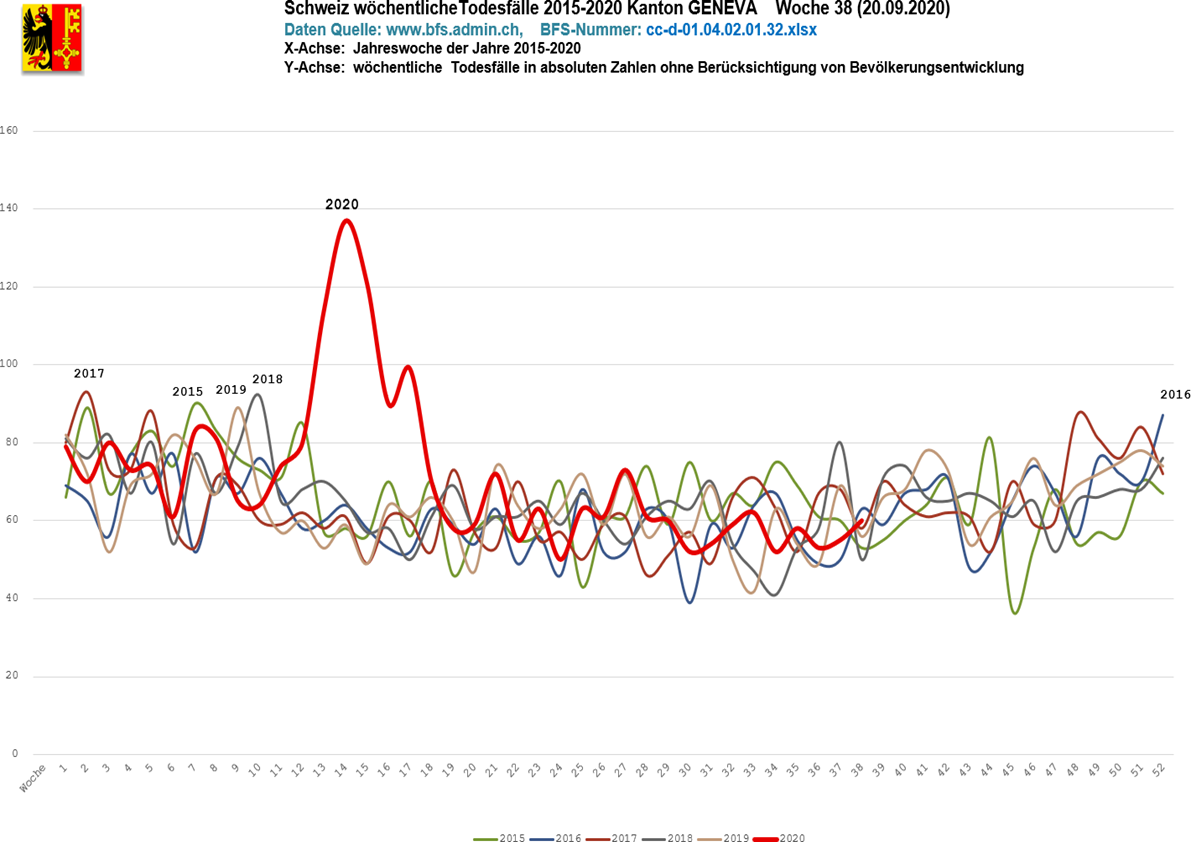 Schweiz wöchentlicheTodesfälle 2015-2020 Kanton GENEVA Woche 38 (20.09.2020)
Daten Quelle: www.bfs.admin.ch, BFS-Nummer: cc-d-01.04.02.01.32.xlsx
X-Achse: Jahreswoche der Jahre 2015-2020
Y-Achse: wöchentliche Todesfälle in absoluten Zahlen ohne Berücksichtigung von Bevölkerungsentwicklung
160
140
120
100
80
60
40
20
0
2020
2017
2015
2019
2018
2016
Woche 1 2 3 4 5 6 7 8 9 10 11 12 13 14 15 16 17 18 19 20 21 22 23 24 25 26 27 28 29 30 31 32 33 34 35 36 37 38 39 40 41 42 43 44 45 46 47 48 49 50 51 52
2015 2016 2017 2018 2019 2020